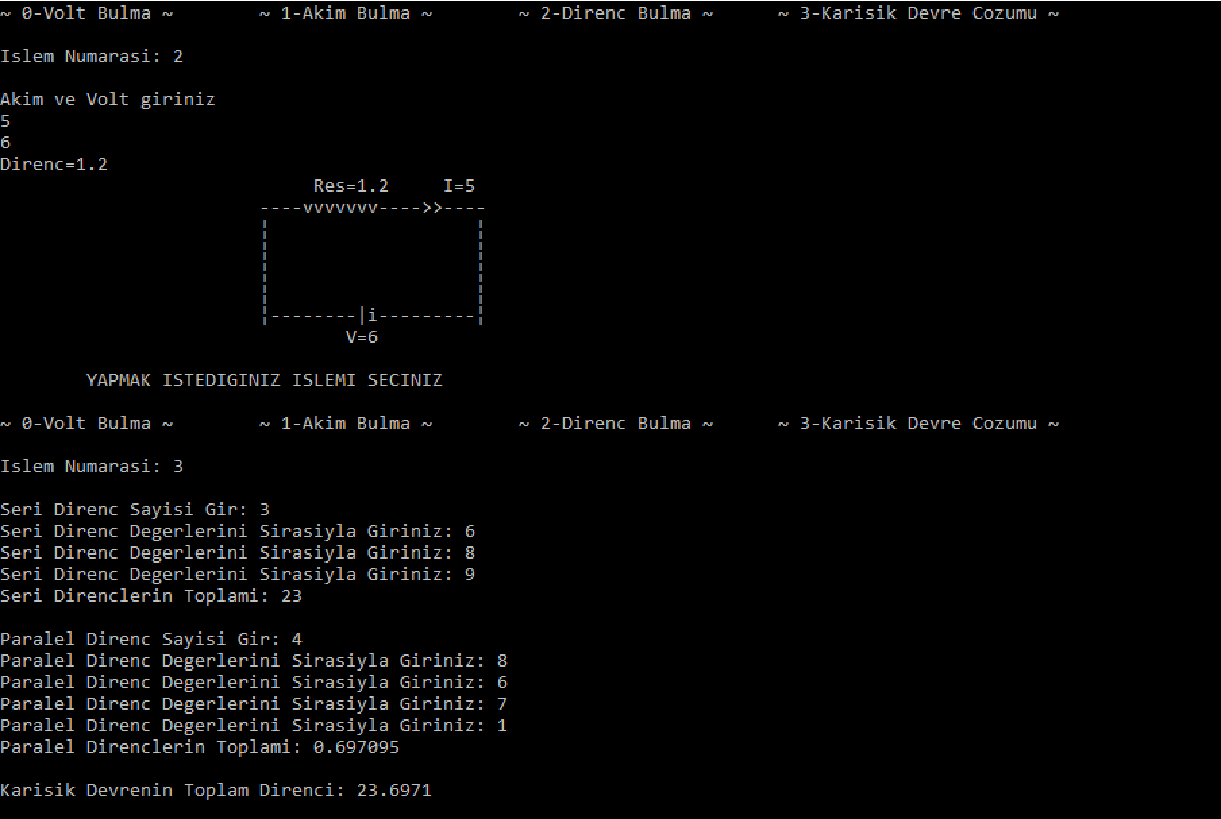 ~ 0-Volt Bulma ~        ~ 1-Akim Bulma ~        ~ 2-Direnc Bulma ~      ~ 3-Karisik Devre Cozumu ~
Islem Numarasi: 2
Akim ve Volt giriniz
5
6
Direnc=1.2
Res=1.2     I=5
----vvvvvvv---->>----
|--------|i---------|
V=6
YAPMAK ISTEDIGINIZ ISLEMI SECINIZ
~ 0-Volt Bulma ~        ~ 1-Akim Bulma ~        ~ 2-Direnc Bulma ~      ~ 3-Karisik Devre Cozumu ~
Islem Numarasi: 3
Seri Direnc Sayisi Gir: 3
Seri Direnc Degerlerini Sirasiyla Giriniz: 6
Seri Direnc Degerlerini Sirasiyla Giriniz: 8
Seri Direnc Degerlerini Sirasiyla Giriniz: 9
Seri Direnclerin Toplami: 23
Paralel Direnc Sayisi Gir: 4
Paralel Direnc Degerlerini Sirasiyla Giriniz: 8
Paralel Direnc Degerlerini Sirasiyla Giriniz: 6
Paralel Direnc Degerlerini Sirasiyla Giriniz: 7
Paralel Direnc Degerlerini Sirasiyla Giriniz: 1
Paralel Direnclerin Toplami: 0.697095
Karisik Devrenin Toplam Direnci: 23.6971